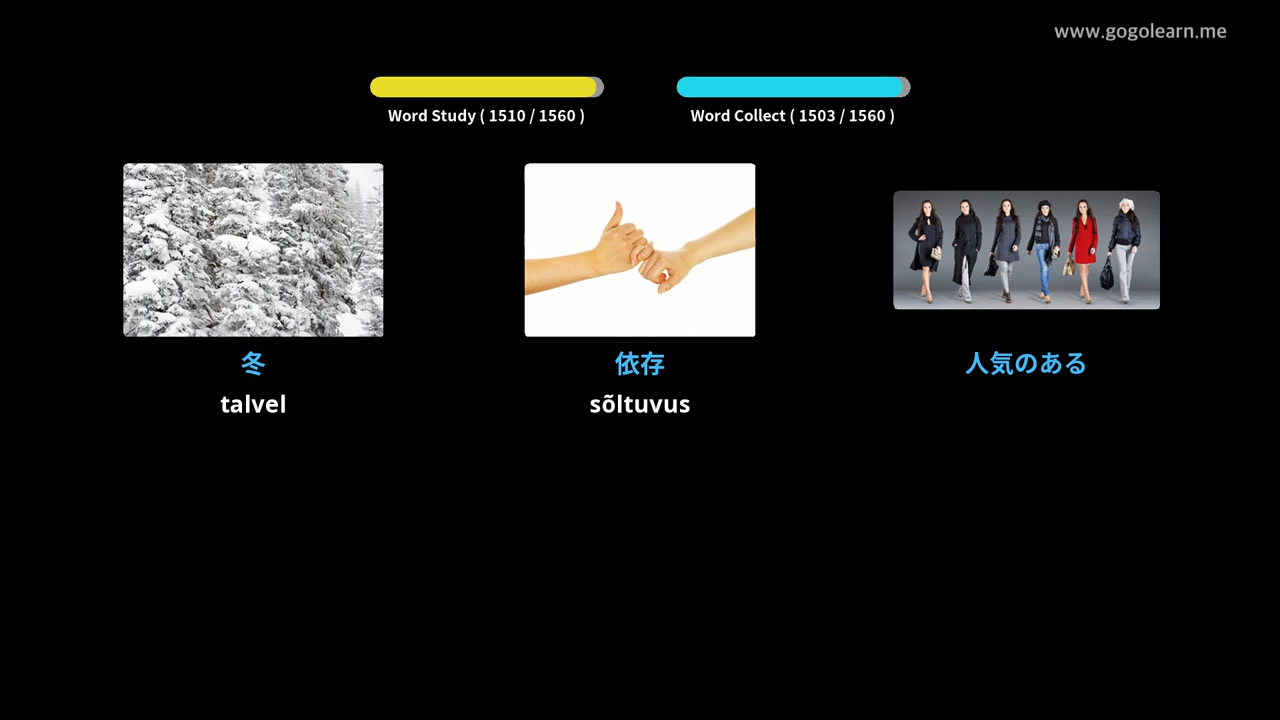 www.gogolearn.me
Word Study ( 1510 / 1560 )
Word Collect ( 1503 / 1560 )
冬
talvel
依存
sõltuvus
人気のある